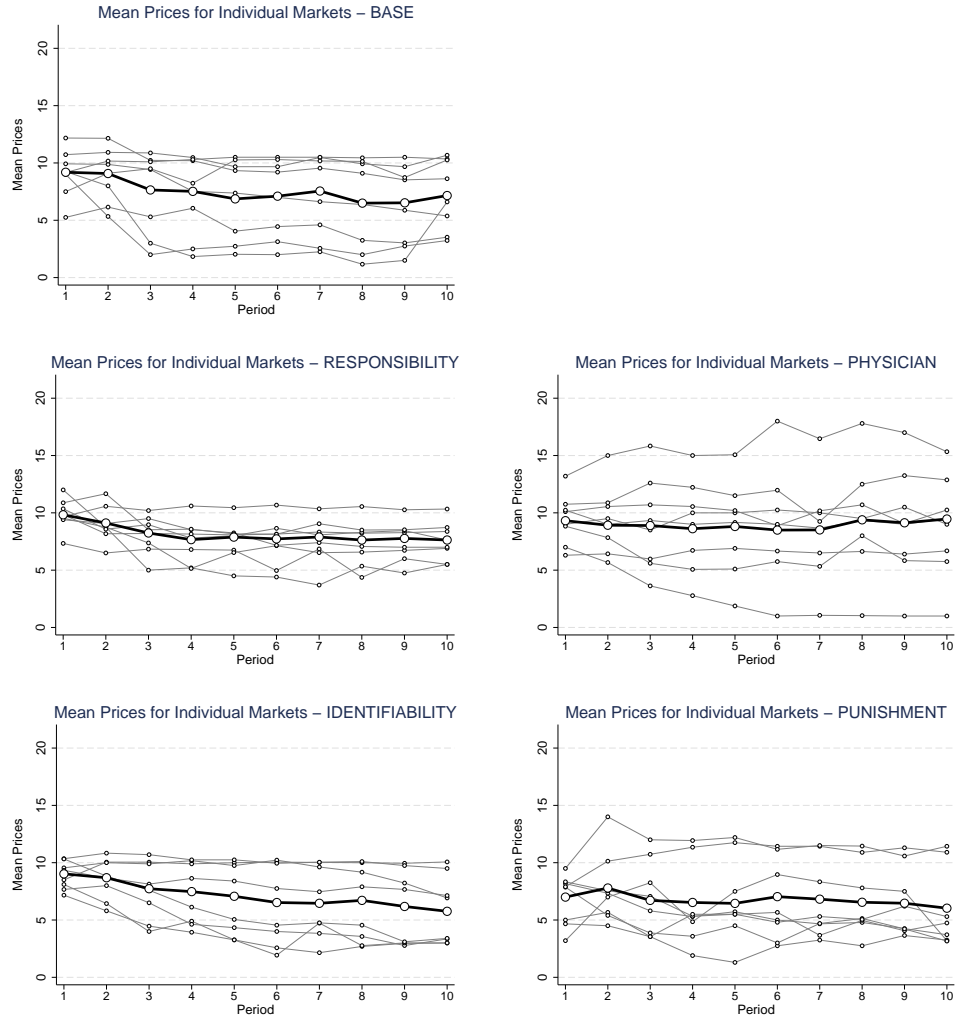 Mean Prices for Individual Markets – BASE
20
15
10
5
0
Mean Prices
1 2 3 4 5 6 7 8 9 10
Period
Mean Prices for Individual Markets – RESPONSIBILITY
20
15
10
5
0
Mean Prices
1 2 3 4 5 6 7 8 9 10
Period
Mean Prices for Individual Markets – PHYSICIAN
20
15
10
5
0
Mean Prices
1 2 3 4 5 6 7 8 9 10
Period
Mean Prices for Individual Markets – IDENTIFIABILITY
20
15
10
5
0
Mean Prices
1 2 3 4 5 6 7 8 9 10
Period
Mean Prices for Individual Markets – PUNISHMENT
20
15
10
5
0
Mean Prices
1 2 3 4 5 6 7 8 9 10
Period